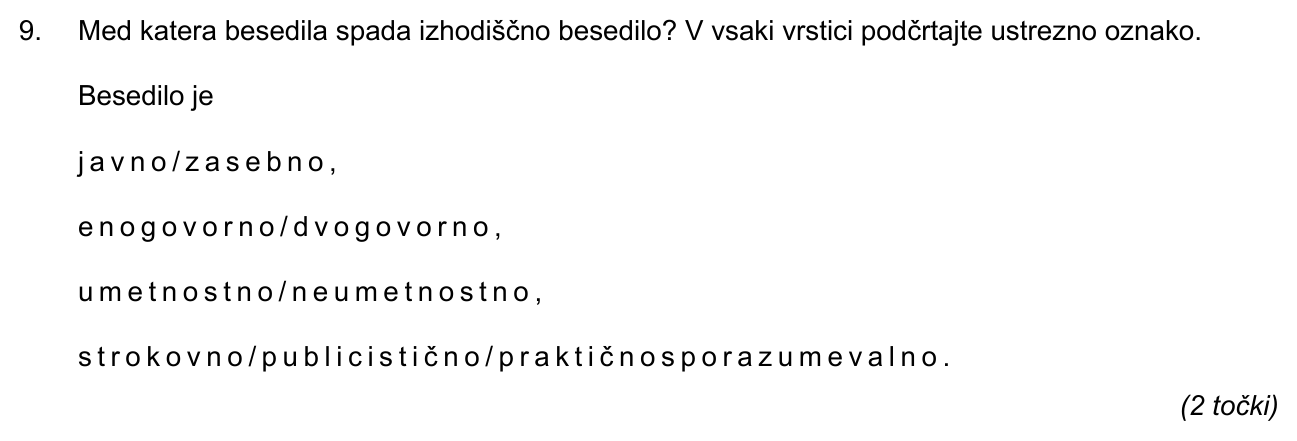 9. Med katera besedila spada izhodiščno besedilo? V vsaki vrstici podčrtajte ustrezno oznako.
Besedilo je
javno/zasebno,
enogovorno/dvogovorno,
umetnostno/neumetnostno,
strokovno/publicistično/praktičnosporazumevalno.
(2 točki)